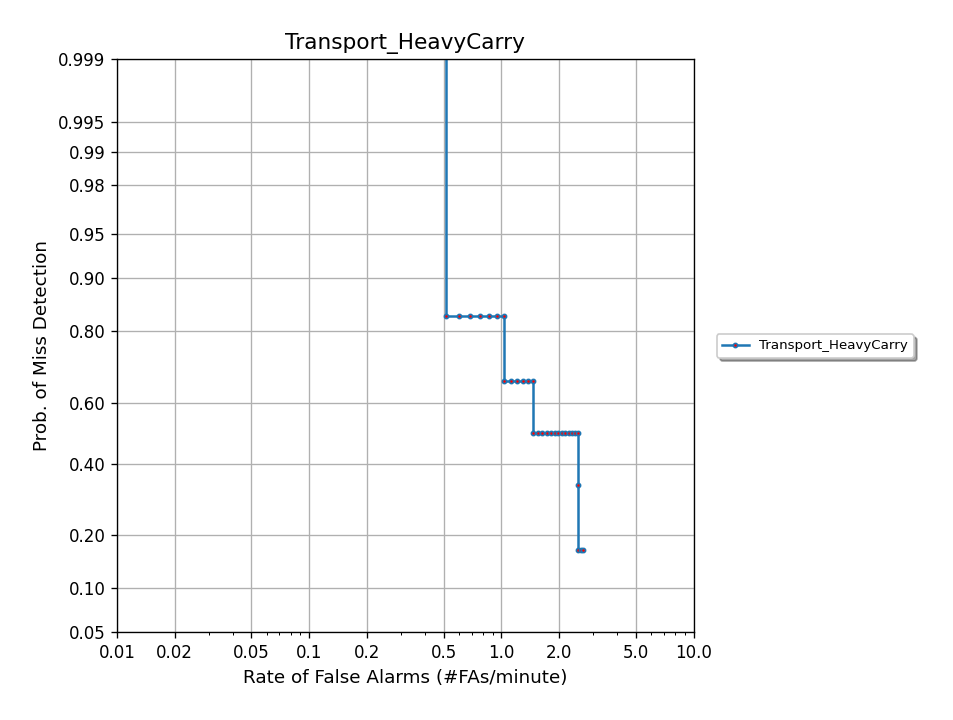 Transport_HeavyCarry
0.999
0.995
0.99
0.98
0.95
0.90
0.80
0.60
0.40
0.20
0.10
0.05
Prob. of Miss Detection
0.01 0.02 0.05 0.1 0.2 0.5 1.0 2.0 5.0 10.0
Rate of False Alarms (#FAs/minute)
Transport_HeavyCarry